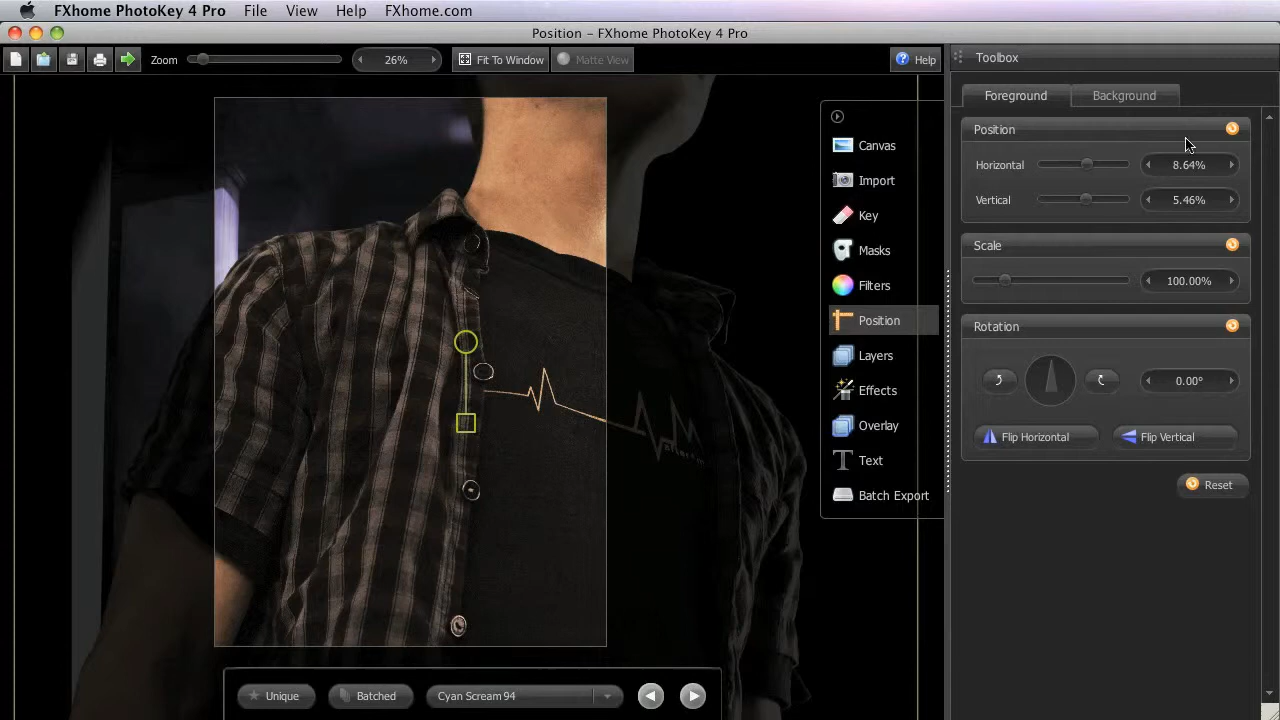 FXhome PhotoKey 4 Pro File View Help FXhome.com
Position – FXhome PhotoKey 4 Pro
Zoom 26% Fit To Window Matte View Help
Toolbox
Foreground Background
Position
Horizontal 8.64%
Vertical 5.46%
Scale
100.00%
Rotation
0.00°
Flip Horizontal Flip Vertical
Reset
Canvas
Import
Key
Masks
Filters
Position
Layers
Effects
Overlay
Text
Batch Export
Unique Batched Cyan Scream 94